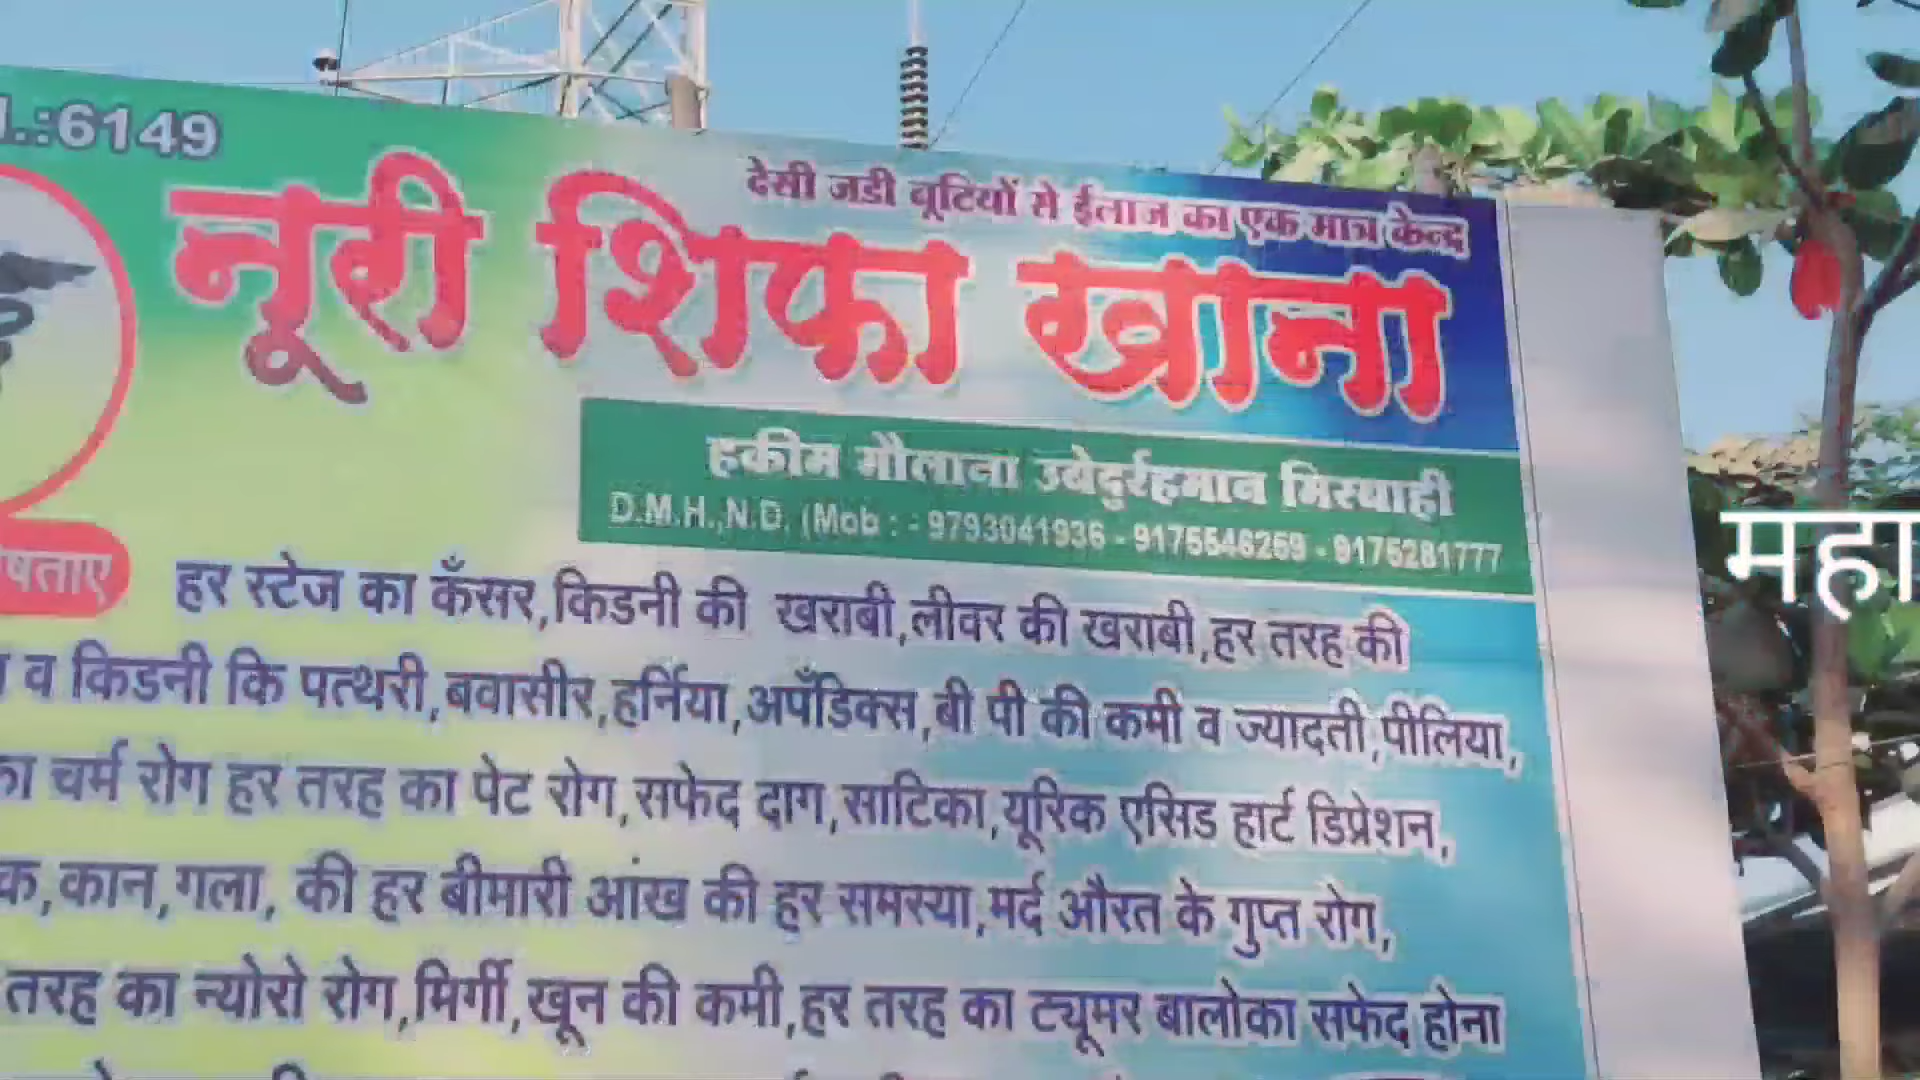 .:6149
देसी जडी बूटियों से ईलाज का एक मात्र केन्द्र
नूरी शिफा खाना
हकीम मौलाना उबेदुर्रहमान मिस्बाही
D.M.H.,N.D. (Mob : - 9793041936 - 9175546259 - 9175281777
षताए
महा
हर स्टेज का कँसर,किडनी की खराबी,लीवर की खराबी,हर तरह की
व किडनी कि पत्थरी,बवासीर,हर्निया,अपँडिक्स,बी पी की कमी व ज्यादती,पीलिया,
का चर्म रोग हर तरह का पेट रोग,सफेद दाग,साटिका,यूरिक एसिड हार्ट डिप्रेशन,
क,कान,गला, की हर बीमारी आंख की हर समस्या,मर्द औरत के गुप्त रोग,
तरह का न्योरो रोग,मिर्गी,खून की कमी,हर तरह का ट्यूमर बालोका सफेद होना